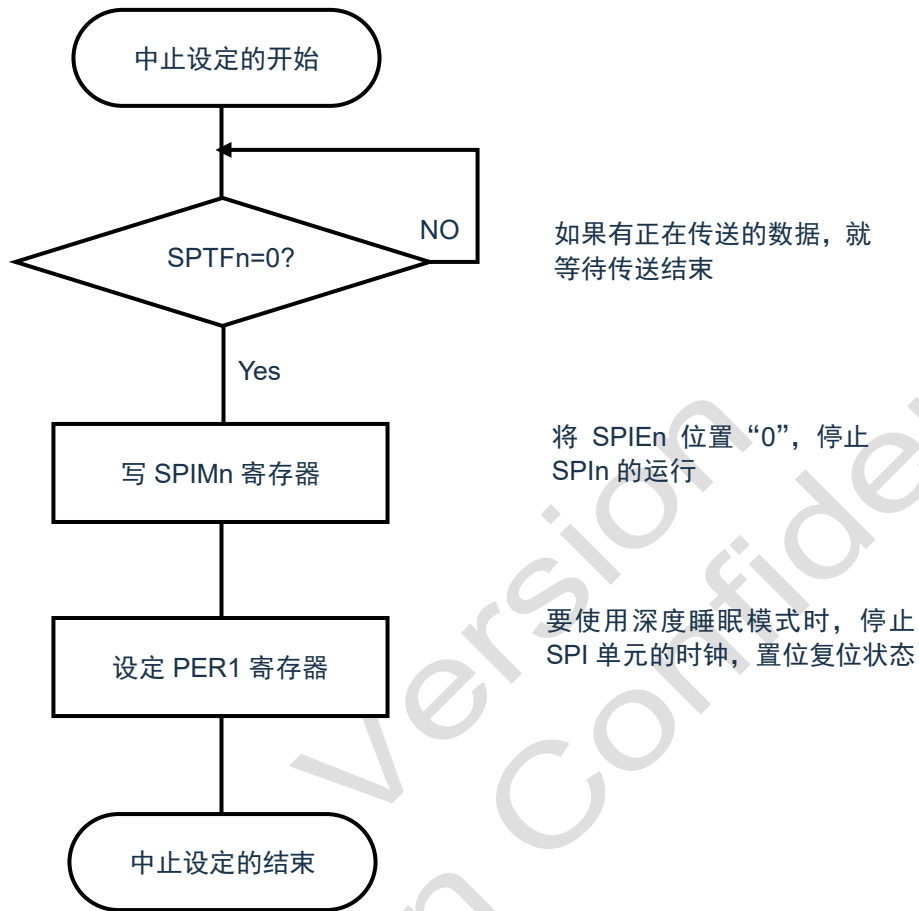 中止设定的开始
NO
SPTFn=0?
如果有正在传送的数据，就
等待传送结束
Yes
将 SPIEn 位置“0”，停止
SPIn 的运行
写 SPIMn 寄存器
要使用深度睡眠模式时，停止
SPI 单元的时钟，置位复位状态
设定 PER1 寄存器
中止设定的结束
Version